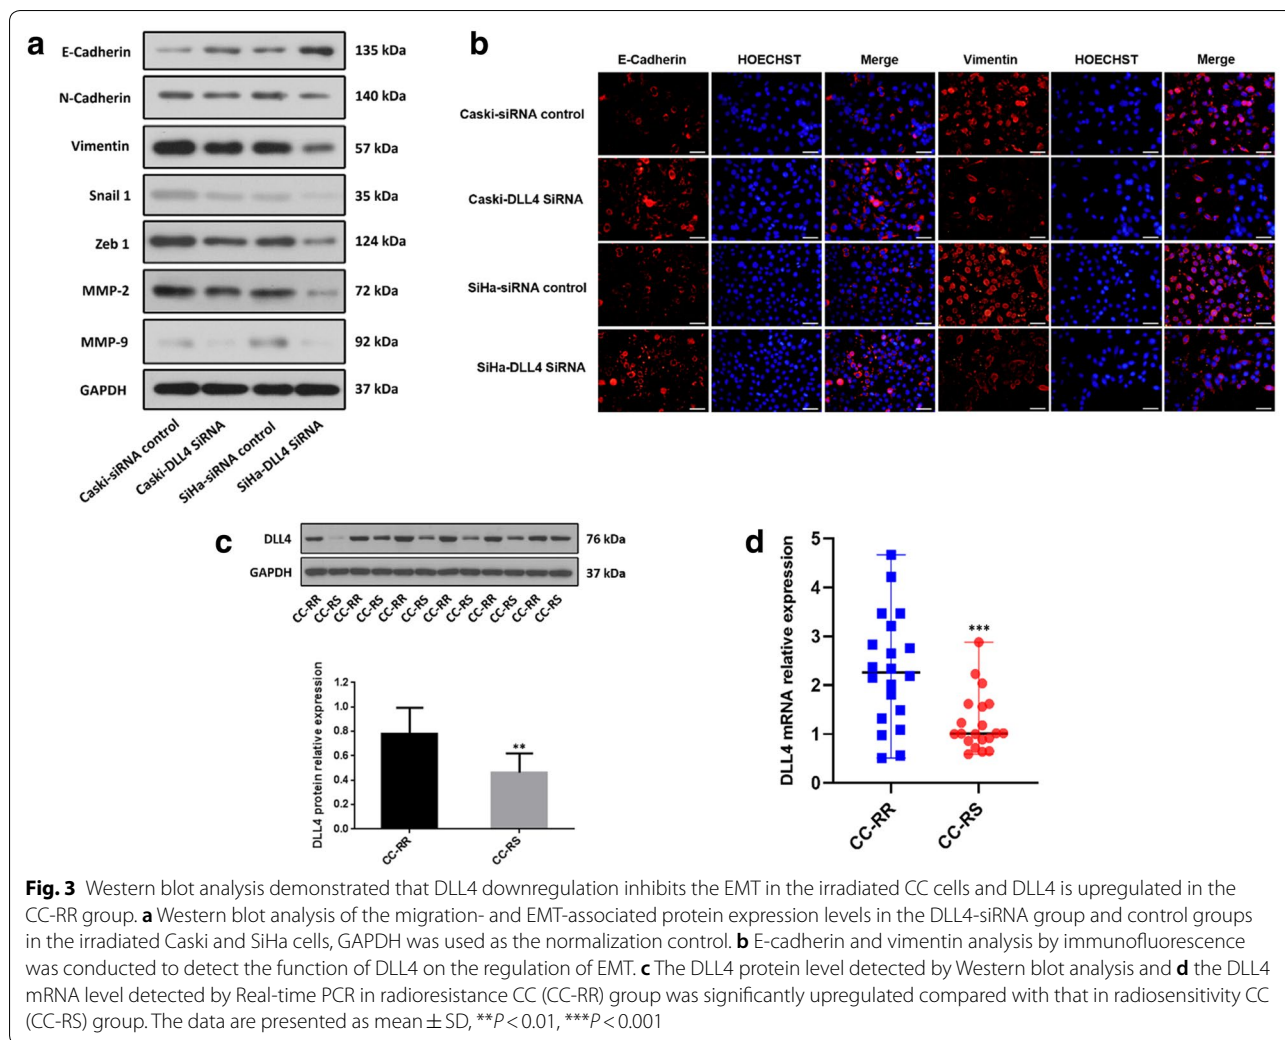 a
E-Cadherin 135 kDa
N-Cadherin 140 kDa
Vimentin 57 kDa
Snail 1 35 kDa
Zeb 1 124 kDa
MMP-2 72 kDa
MMP-9 92 kDa
GAPDH 37 kDa
Caski-siRNA control
Caski-DLL4 SiRNA
SiHa-siRNA control
SiHa-DLL4 SiRNA
b
E-Cadherin HOECHST Merge Vimentin HOECHST Merge
Caski-siRNA control
Caski-DLL4 SiRNA
SiHa-siRNA control
SiHa-DLL4 SiRNA
c
DLL4 76 kDa
GAPDH 37 kDa
CC-RR CC-RS CC-RR CC-RS CC-RR CC-RS CC-RR CC-RS CC-RR CC-RS CC-RR CC-RS
DLL4 protein relative expression
1.2
1.0
0.8
0.6
0.4
0.2
0.0
**
CC-RR CC-RS
d
DLL4 mRNA relative expression
5
4
3
2
1
0
***
CC-RR CC-RS
Fig. 3 Western blot analysis demonstrated that DLL4 downregulation inhibits the EMT in the irradiated CC cells and DLL4 is upregulated in the
CC-RR group. a Western blot analysis of the migration- and EMT-associated protein expression levels in the DLL4-siRNA group and control groups
in the irradiated Caski and SiHa cells, GAPDH was used as the normalization control. b E-cadherin and vimentin analysis by immunofluorescence
was conducted to detect the function of DLL4 on the regulation of EMT. c The DLL4 protein level detected by Western blot analysis and d the DLL4
mRNA level detected by Real-time PCR in radioresistance CC (CC-RR) group was significantly upregulated compared with that in radiosensitivity CC
(CC-RS) group. The data are presented as mean ± SD, **P < 0.01, ***P < 0.001